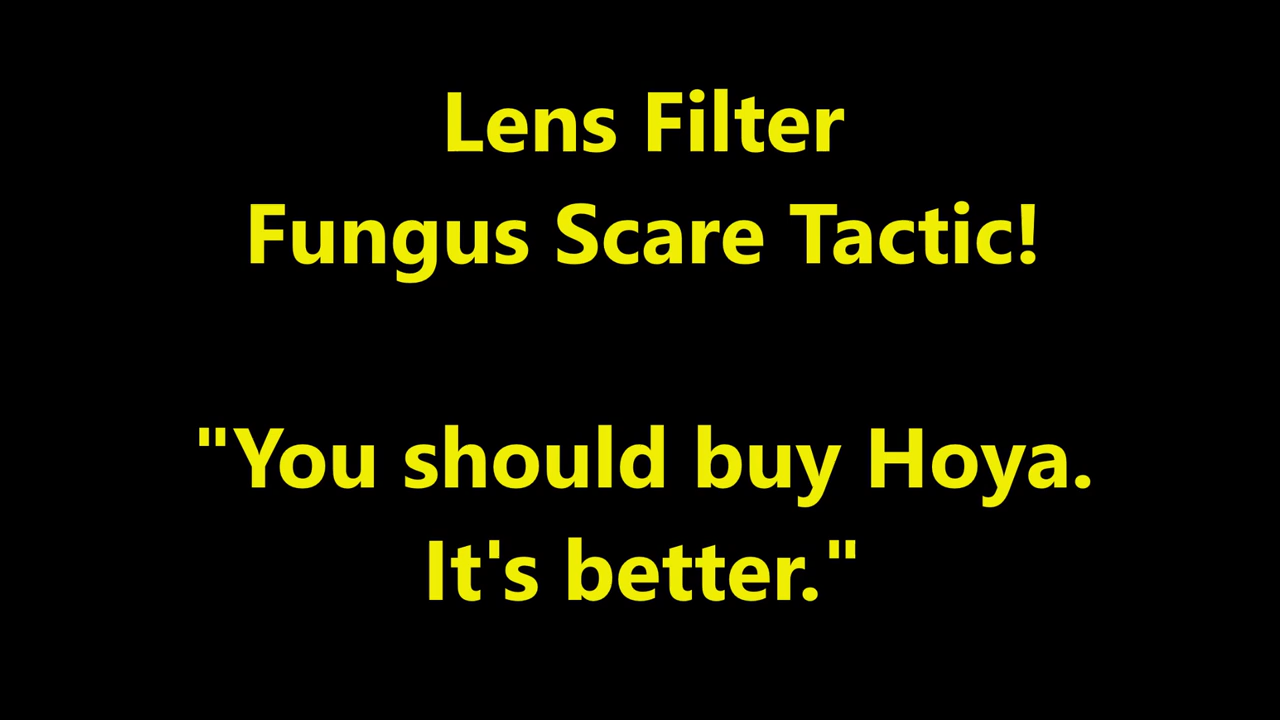 Lens Filter
Fungus Scare Tactic!
"You should buy Hoya.
It's better."